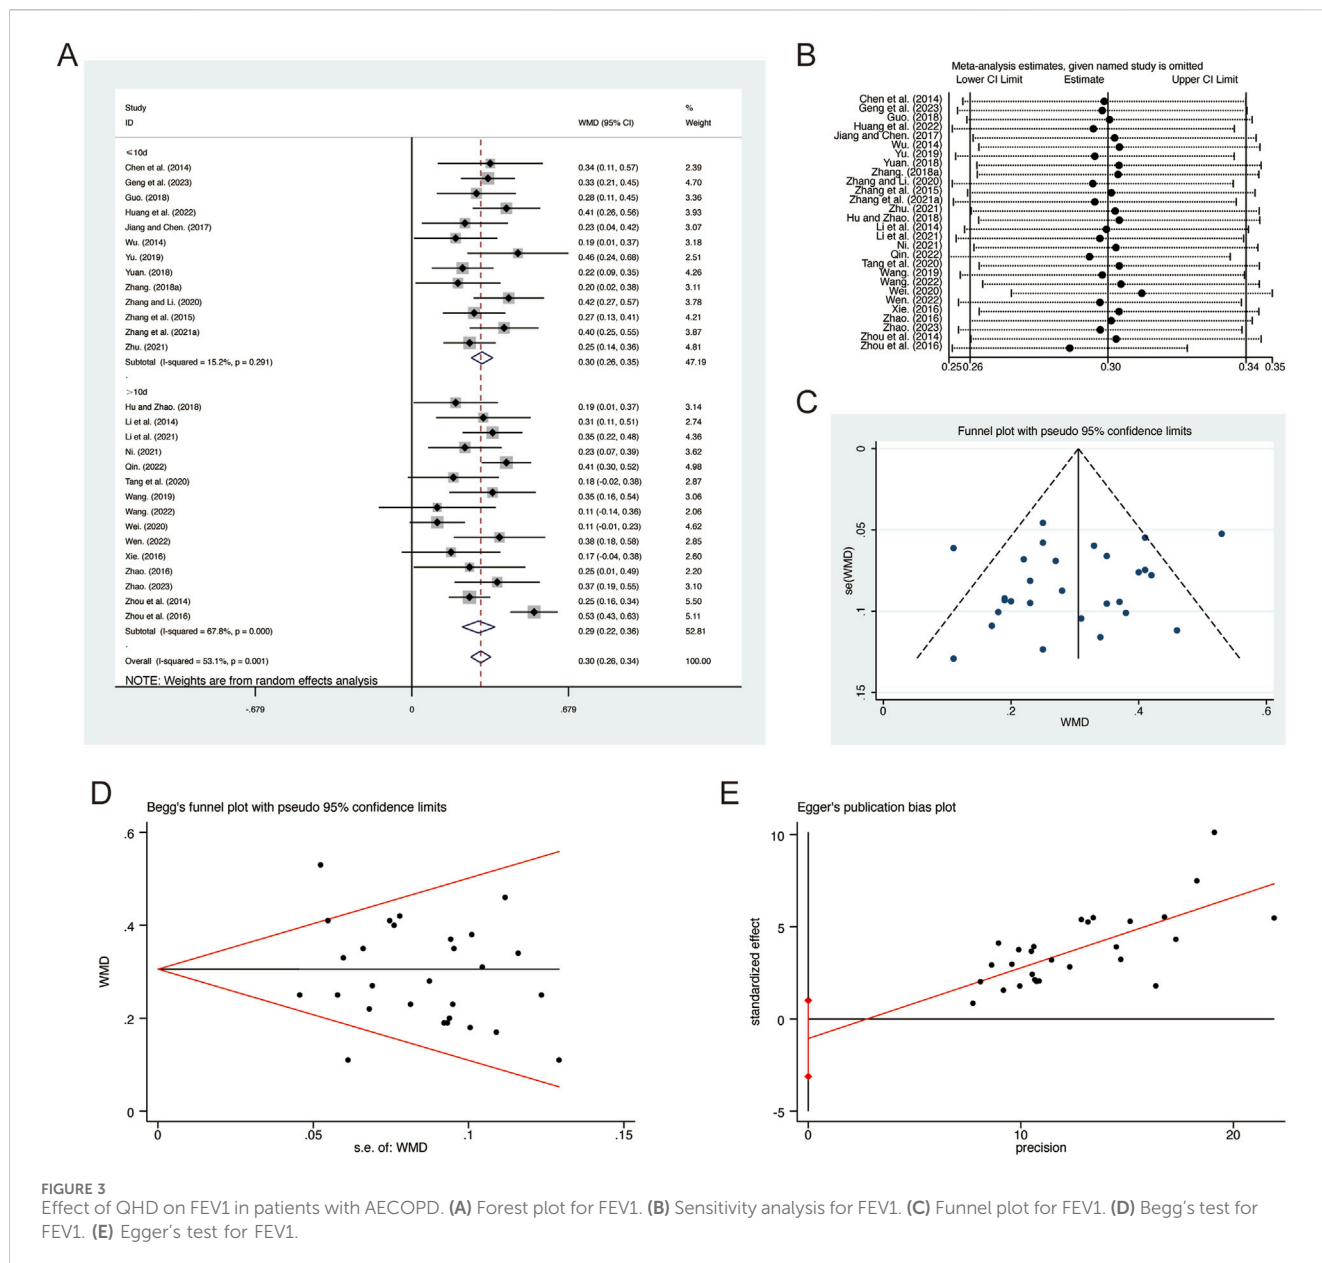 A
Study %
ID WMD (95% CI) Weight
≤10d
Chen et al. (2014) 0.34 (0.11, 0.57) 2.39
Geng et al. (2023) 0.33 (0.21, 0.45) 4.70
Guo. (2018) 0.28 (0.11, 0.45) 3.36
Huang et al. (2022) 0.41 (0.26, 0.56) 3.93
Jiang and Chen. (2017) 0.23 (0.04, 0.42) 3.07
Wu. (2014) 0.19 (0.01, 0.37) 3.18
Yu. (2019) 0.46 (0.24, 0.68) 2.51
Yuan. (2018) 0.22 (0.09, 0.35) 4.26
Zhang. (2018a) 0.20 (0.02, 0.38) 3.11
Zhang and Li. (2020) 0.42 (0.27, 0.57) 3.78
Zhang et al. (2015) 0.27 (0.13, 0.41) 4.21
Zhang et al. (2021a) 0.40 (0.25, 0.55) 3.87
Zhu. (2021) 0.25 (0.14, 0.36) 4.81
Subtotal (I-squared = 15.2%, p = 0.291) 0.30 (0.26, 0.35) 47.19
.
>10d
Hu and Zhao. (2018) 0.19 (0.01, 0.37) 3.14
Li et al. (2014) 0.31 (0.11, 0.51) 2.74
Li et al. (2021) 0.35 (0.22, 0.48) 4.36
Ni. (2021) 0.23 (0.07, 0.39) 3.62
Qin. (2022) 0.41 (0.30, 0.52) 4.98
Tang et al. (2020) 0.18 (-0.02, 0.38) 2.87
Wang. (2019) 0.35 (0.16, 0.54) 3.06
Wang. (2022) 0.11 (-0.14, 0.36) 2.06
Wei. (2020) 0.11 (-0.01, 0.23) 4.62
Wen. (2022) 0.38 (0.18, 0.58) 2.85
Xie. (2016) 0.17 (-0.04, 0.38) 2.60
Zhao. (2016) 0.25 (0.01, 0.49) 2.20
Zhao. (2023) 0.37 (0.19, 0.55) 3.10
Zhou et al. (2014) 0.25 (0.16, 0.34) 5.50
Zhou et al. (2016) 0.53 (0.43, 0.63) 5.11
Subtotal (I-squared = 67.8%, p = 0.000) 0.29 (0.22, 0.36) 52.81
.
Overall (I-squared = 53.1%, p = 0.001) 0.30 (0.26, 0.34) 100.00
NOTE: Weights are from random effects analysis
-.679 0 .679
B
Meta-analysis estimates, given named study is omitted
Lower CI Limit Estimate Upper CI Limit
Chen et al. (2014)
Geng et al. (2023)
Guo. (2018)
Huang et al. (2022)
Jiang and Chen. (2017)
Wu. (2014)
Yu. (2019)
Yuan. (2018)
Zhang. (2018a)
Zhang and Li. (2020)
Zhang et al. (2015)
Zhang et al. (2021a)
Zhu. (2021)
Hu and Zhao. (2018)
Li et al. (2014)
Li et al. (2021)
Ni. (2021)
Qin. (2022)
Tang et al. (2020)
Wang. (2019)
Wang. (2022)
Wei. (2020)
Wen. (2022)
Xie. (2016)
Zhao. (2016)
Zhao. (2023)
Zhou et al. (2014)
Zhou et al. (2016)
0.25 0.26 0.30 0.34 0.35
C
Funnel plot with pseudo 95% confidence limits
se(WMD)
0
.05
.1
.15
0 .2 .4 .6
WMD
D
Begg's funnel plot with pseudo 95% confidence limits
WMD
.6
.4
.2
0
0 .05 .1 .15
s.e. of: WMD
E
Egger's publication bias plot
standardized effect
10
5
0
-5
0 10 20
precision
FIGURE 3
Effect of QHD on FEV1 in patients with AECOPD. (A) Forest plot for FEV1. (B) Sensitivity analysis for FEV1. (C) Funnel plot for FEV1. (D) Begg's test for
FEV1. (E) Egger's test for FEV1.